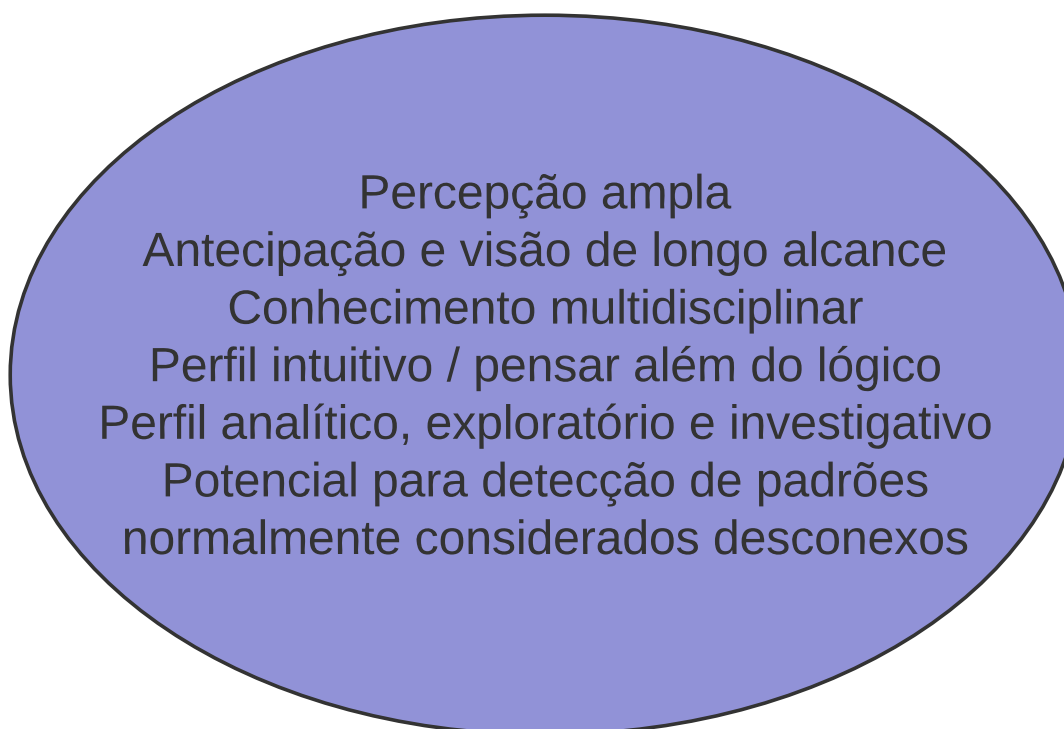 Percepção ampla
Antecipação e visão de longo alcance
Conhecimento multidisciplinar
Perfil intuitivo / pensar além do lógico
Perfil analítico, exploratório e investigativo
Potencial para detecção de padrões
normalmente considerados desconexos